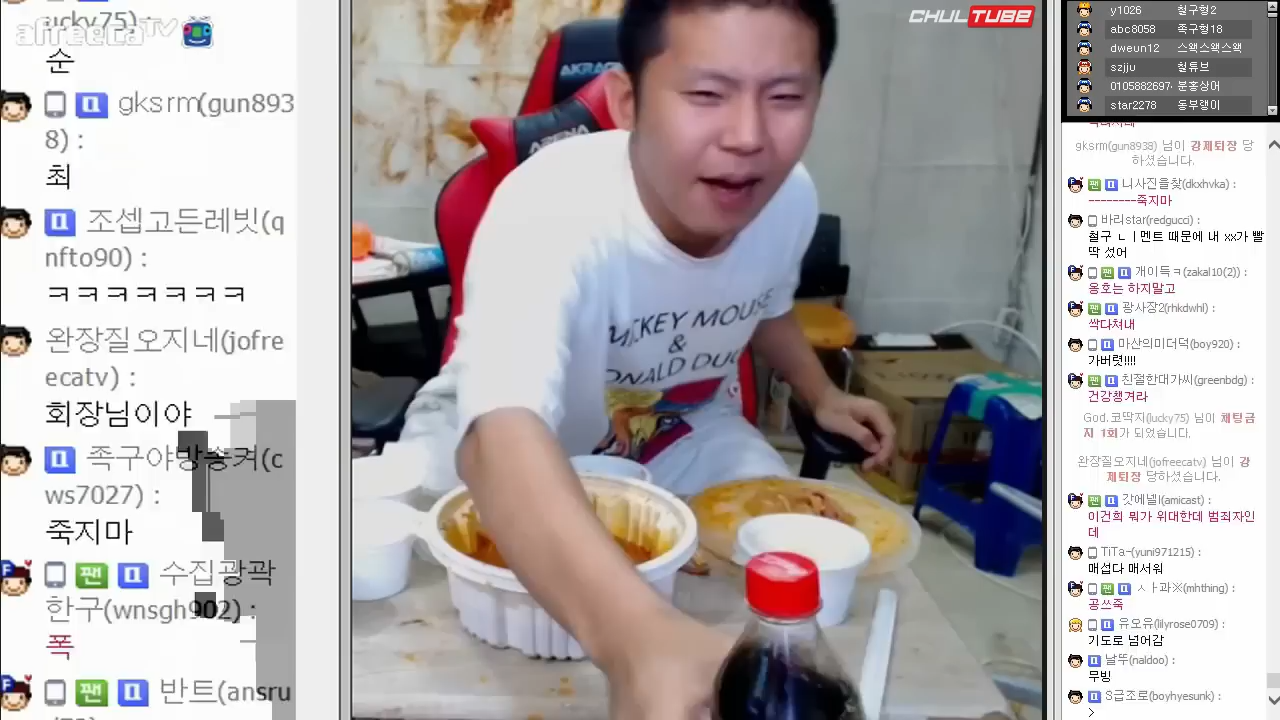 ucky75) :
afreecaTV
순
gksrm(gun893
8) :
최
조셉고든레빗(q
nfto90) :
ㅋㅋㅋㅋㅋㅋㅋ
완장질오지네(jofre
ecatv) :
회장님이야
족구야방송켜(c
ws7027) :
죽지마
수집광곽
한구(wnsgh902) :
폭
반트(ansru
AKRACING
ARENA
MICKEY MOUSE
&
DONALD DUCK
CHULTUBE
y1026 철구형2
abc8058 족구형18
dweun12 스왝스왝스왝
szjju 철튜브
0105882697 분홍상어
star2278 동부랭이
gksrm(gun8938) 님이 강제퇴장 당
하셨습니다.
니사진을찾(dkxhvka) :
--------죽지마
바리star(redgucci) :
철구 ㄴㅣ멘트 때문에 내 xx가 빨
딱 섰어
개이득ㅋ(zakal10(2)) :
옹호는 하지말고
광사장2(rhkdwhl) :
싹다쳐내
마산의미더덕(boy920) :
가버렷!!!!
친절한매가씨(greenbdg) :
건강챙겨라
God.코딱지(lucky75) 님이 채팅금
지 1회가 되었습니다.
완장질오지네(jofreecatv) 님이 강
제퇴장 당하셨습니다.
갓에넬(amicast) :
이건희 뭐가 위대한데 범죄자인
데
TiTa-(yuni971215) :
매섭다 매서워
ㅅㅏ과※(mhthing) :
공쓰죽
유오유(lilyrose0709) :
기도로 넘어감
날뚜(naldoo) :
무빙
S급조로(boyhyesunk) :
>